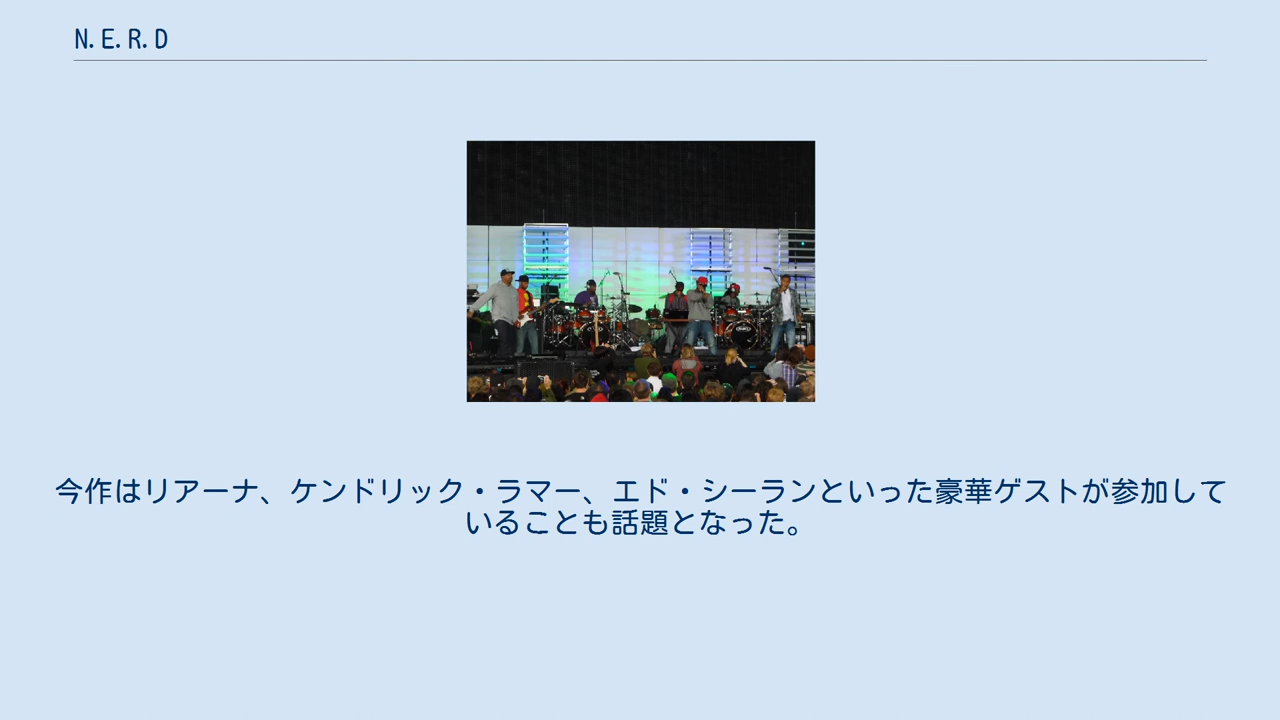 N.E.R.D
今作はリアーナ、ケンドリック・ラマー、エド・シーランといった豪華ゲストが参加して
いることも話題となった。